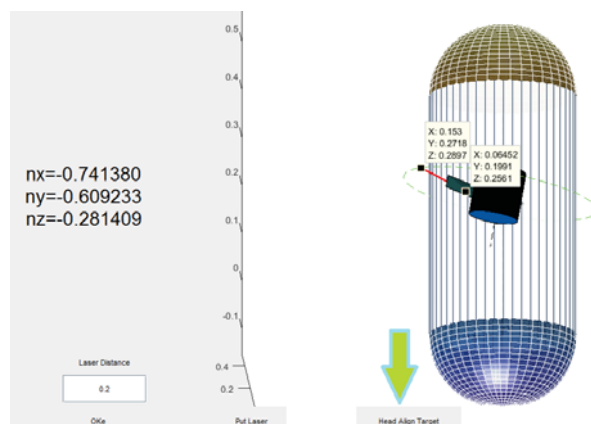 0.5
0.4
0.3
X: 0.153
Y: 0.2718
Z: 0.2897
X: 0.06452
Y: 0.1991
Z: 0.2561
nx=-0.741380
ny=-0.609233
nz=-0.281409
0.2
0.1
0
-0.1
0.4
0.2
Laser Distance
0.2
OKe
Put Laser
Head Align Target